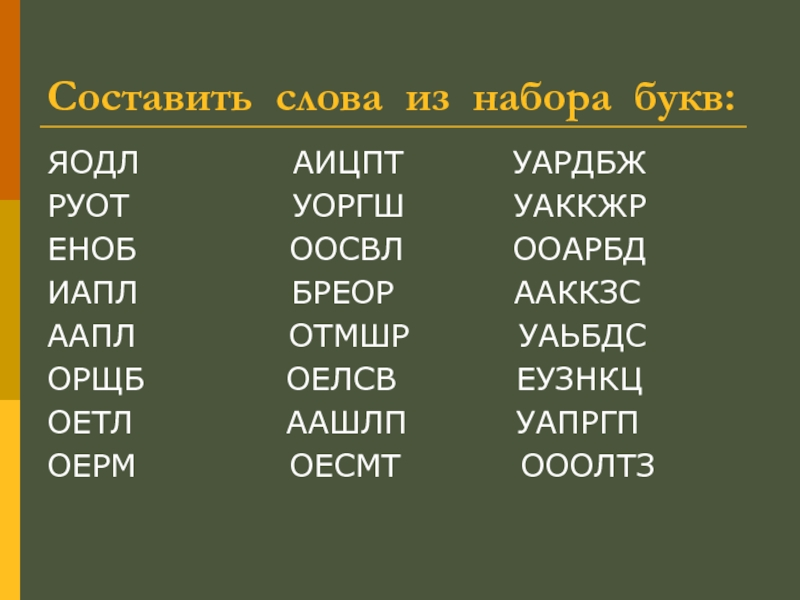 Составить слова из набора букв:
ЯОДЛ АИЦПТ УАРДБЖ
РУОТ УОРГШ УАККЖР
ЕНОБ ООСВЛ ООАРБД
ИАПЛ БРЕОР ААККЗС
ААПЛ ОТМШР УАЬБДС
ОРЩБ ОЕЛСВ ЕУЗНКЦ
ОЕТЛ ААШЛП УАПРГП
ОЕРМ ОЕСМТ ОООЛТЗ